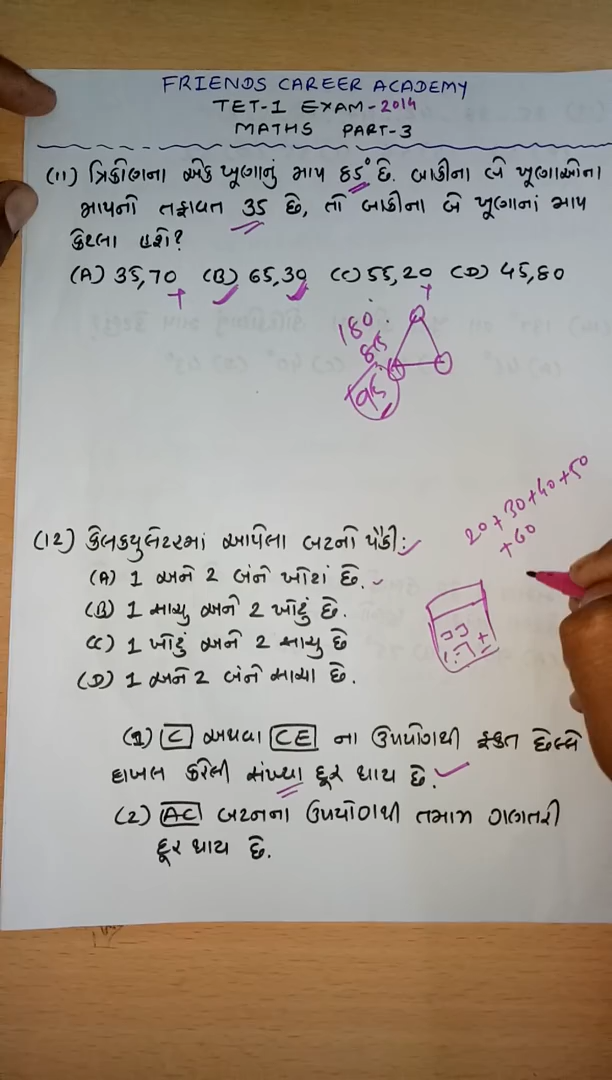 FRIENDS CAREER ACADEMY
TET-1 EXAM-2014
MATHS PART-3
(11) ત્રિકોણના એક ખૂણાનું માપ 85° છે. બાકીના બે ખૂણાઓના
માપનો તફાવત 35 છે, તો બાકીના બે ખૂણાનાં માપ
કેટલા હશે?
(A) 35,70 (B) 65,30 (C) 55,20 (D) 45,80
180°
85
95
(12) કેલક્યુલેટરમાં આપેલા બટનો પૈકી:
20+30+40+50
+60
(A) 1 અને 2 બંને ખોટાં છે.
(B) 1 સાચુ અને 2 ખોટું છે.
(C) 1 ખોટું અને 2 સાચુ છે
(D) 1 અને 2 બંને સાચા છે.
(1) C અથવા CE ના ઉપયોગથી ફક્ત છેલ્લે
દાખલ કરેલી સંખ્યા દૂર થાય છે.
(2) AC બટનના ઉપયોગથી તમામ ગણતરી
દૂર થાય છે.